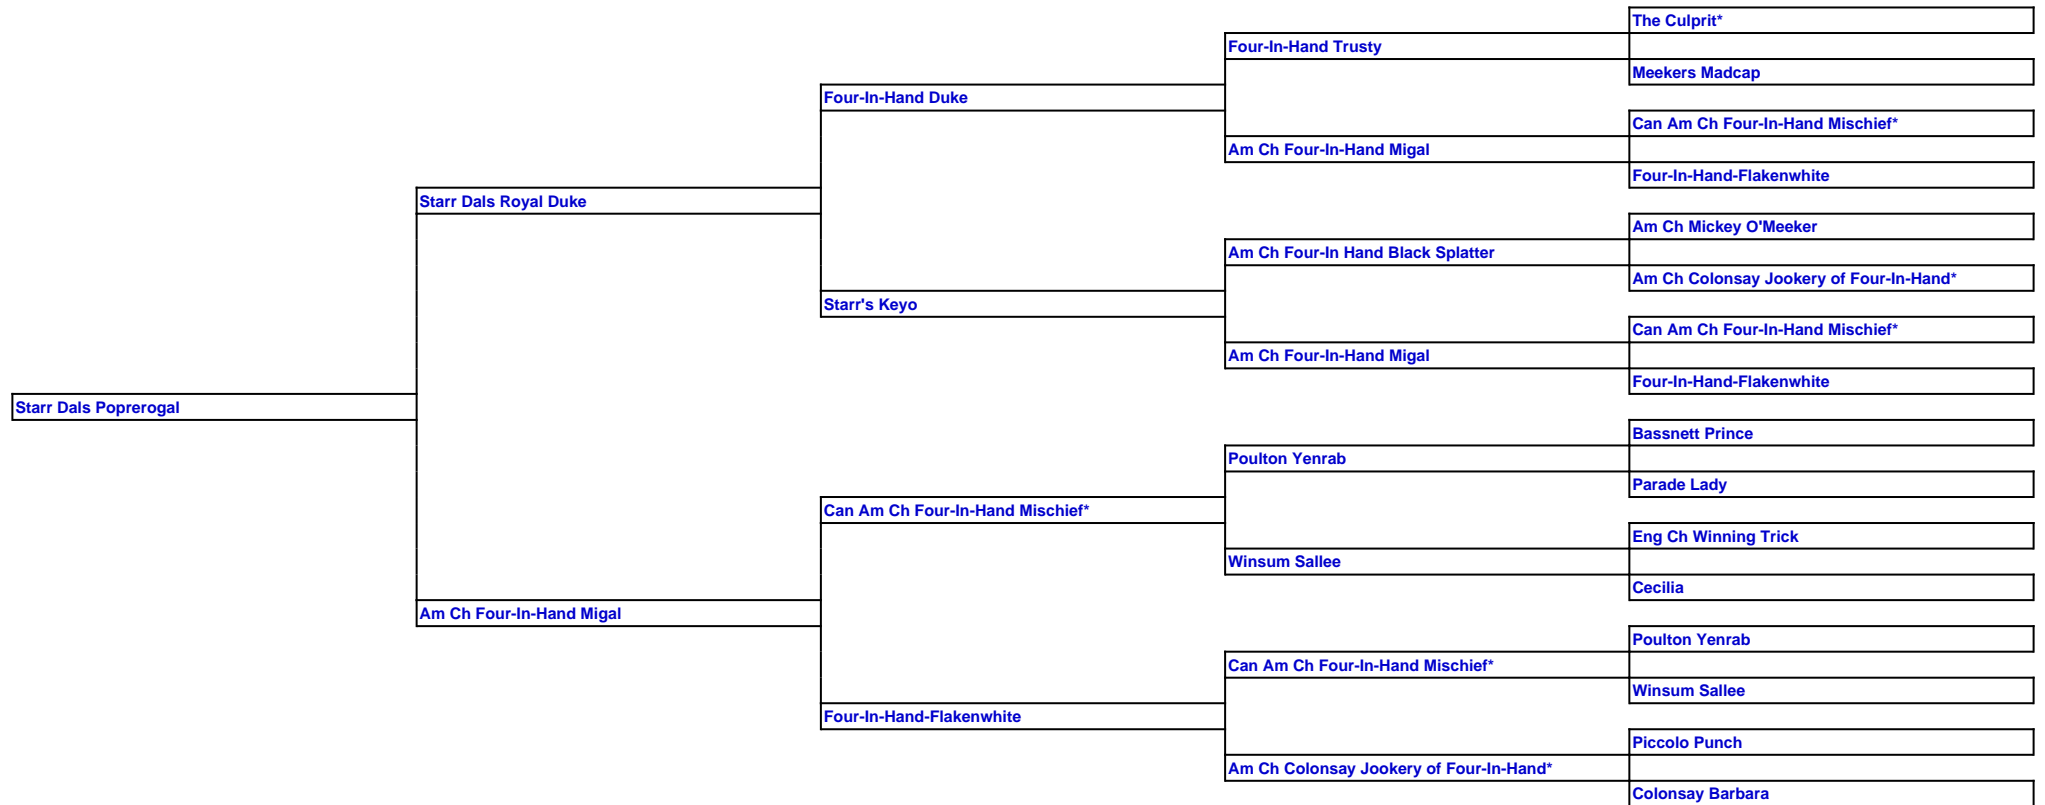 The Culprit*
Four-In-Hand Trusty
Meekers Madcap
Four-In-Hand Duke
Can Am Ch Four-In-Hand Mischief*
Am Ch Four-In-Hand Migal
Four-In-Hand-Flakenwhite
Starr Dals Royal Duke
Am Ch Mickey O'Meeker
Am Ch Four-In Hand Black Splatter
Am Ch Colonsay Jookery of Four-In-Hand*
Starr's Keyo
Can Am Ch Four-In-Hand Mischief*
Am Ch Four-In-Hand Migal
Four-In-Hand-Flakenwhite
Starr Dals Poprerogal
Bassnett Prince
Poulton Yenrab
Parade Lady
Can Am Ch Four-In-Hand Mischief*
Eng Ch Winning Trick
Winsum Sallee
Cecilia
Am Ch Four-In-Hand Migal
Poulton Yenrab
Can Am Ch Four-In-Hand Mischief*
Winsum Sallee
Four-In-Hand-Flakenwhite
Piccolo Punch
Am Ch Colonsay Jookery of Four-In-Hand*
Colonsay Barbara